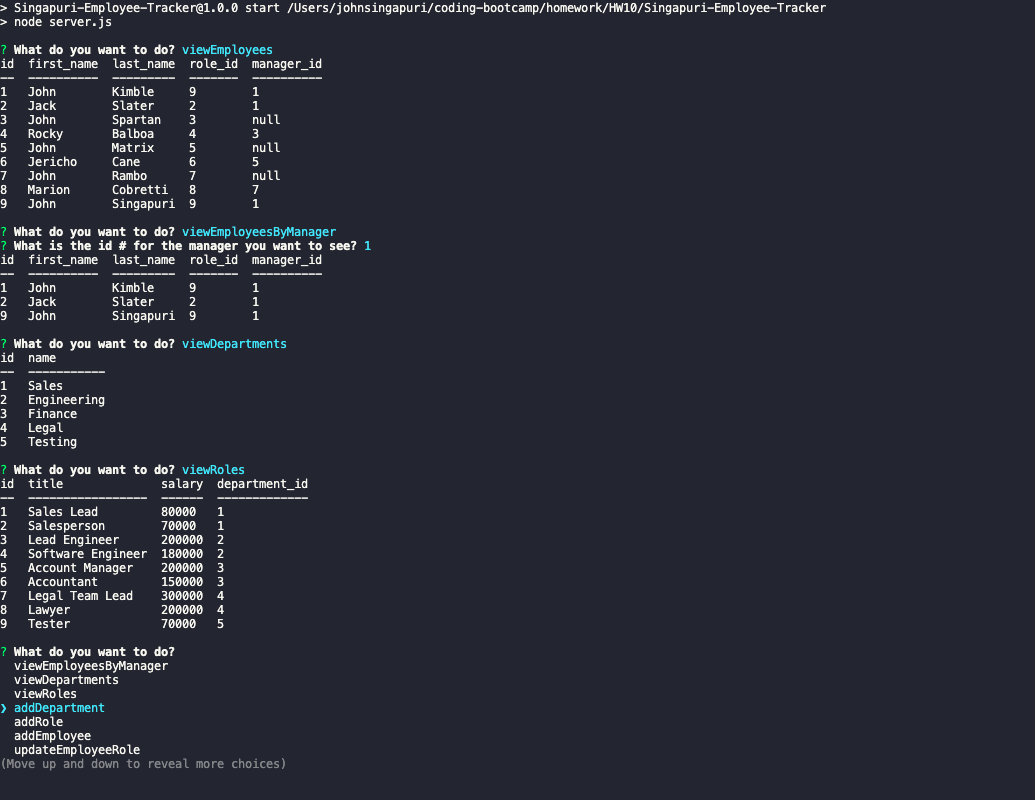 > Singapuri-Employee-Tracker@1.0.0 start /Users/johnsingapuri/coding-bootcamp/homework/HW10/Singapuri-Employee-Tracker
> node server.js
? What do you want to do? viewEmployees
id  first_name  last_name  role_id  manager_id
--  ----------  ---------  -------  ----------
1   John        Kimble     9        1
2   Jack        Slater     2        1
3   John        Spartan    3        null
4   Rocky       Balboa     4        3
5   John        Matrix     5        null
6   Jericho     Cane       6        5
7   John        Rambo      7        null
8   Marion      Cobretti   8        7
9   John        Singapuri  9        1
? What do you want to do? viewEmployeesByManager
? What is the id # for the manager you want to see? 1
id  first_name  last_name  role_id  manager_id
--  ----------  ---------  -------  ----------
1   John        Kimble     9        1
2   Jack        Slater     2        1
9   John        Singapuri  9        1
? What do you want to do? viewDepartments
id  name
--  -----------
1   Sales
2   Engineering
3   Finance
4   Legal
5   Testing
? What do you want to do? viewRoles
id  title              salary  department_id
--  -----------------  ------  -------------
1   Sales Lead         80000   1
2   Salesperson        70000   1
3   Lead Engineer      200000  2
4   Software Engineer  180000  2
5   Account Manager    200000  3
6   Accountant         150000  3
7   Legal Team Lead    300000  4
8   Lawyer             200000  4
9   Tester             70000   5
? What do you want to do?
  viewEmployeesByManager
  viewDepartments
  viewRoles
❯ addDepartment
  addRole
  addEmployee
  updateEmployeeRole
(Move up and down to reveal more choices)